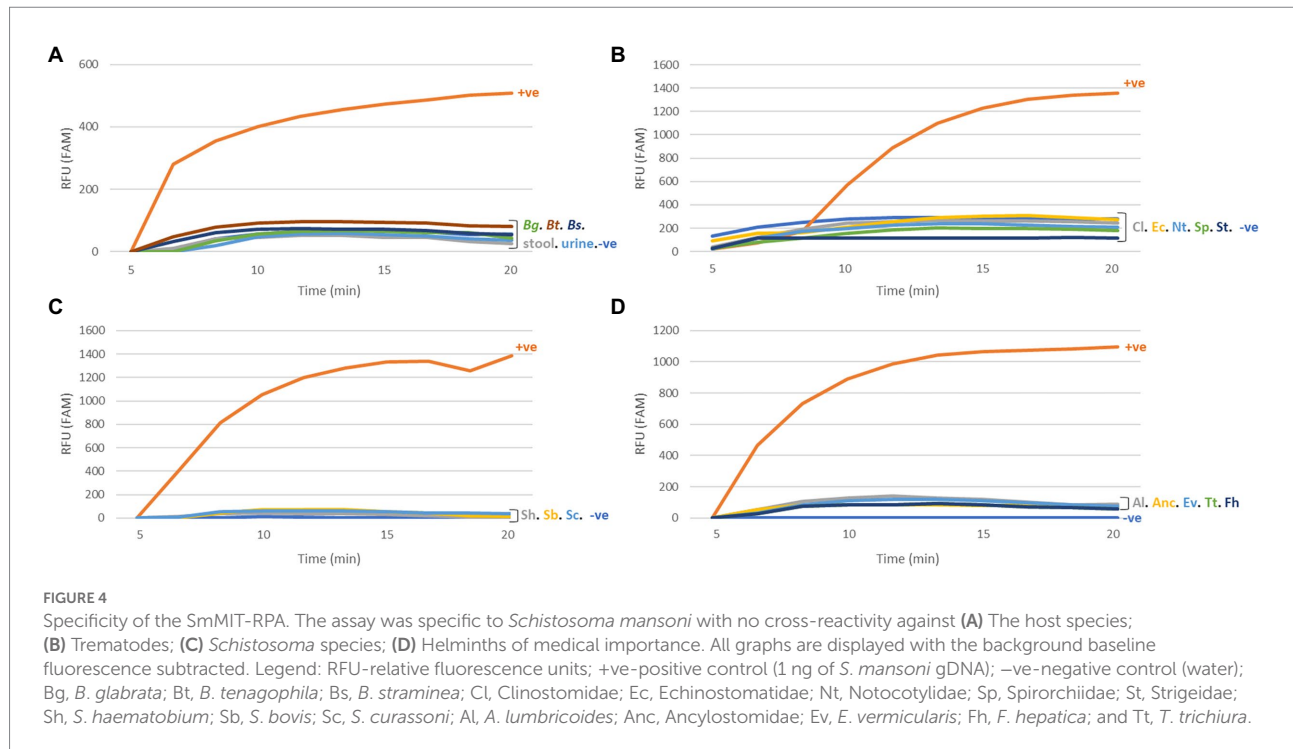 A
600
400
200
0
RFU (FAM)
+ve
Bg. Bt. Bs.
stool. urine.-ve
5 10 15 20
Time (min)
B
1600
1400
1200
1000
800
600
400
200
0
RFU (FAM)
+ve
Cl. Ec. Nt. Sp. St. -ve
5 10 15 20
Time (min)
C
1600
1400
1200
1000
800
600
400
200
0
RFU (FAM)
+ve
Sh. Sb. Sc. -ve
5 10 15 20
Time (min)
D
1200
1000
800
600
400
200
0
RFU (FAM)
+ve
Al. Anc. Ev. Tt. Fh
-ve
5 10 15 20
Time (min)
FIGURE 4
Specificity of the SmMIT-RPA. The assay was specific to Schistosoma mansoni with no cross-reactivity against (A) The host species;
(B) Trematodes; (C) Schistosoma species; (D) Helminths of medical importance. All graphs are displayed with the background baseline
fluorescence subtracted. Legend: RFU-relative fluorescence units; +ve-positive control (1 ng of S. mansoni gDNA); −ve-negative control (water);
Bg, B. glabrata; Bt, B. tenagophila; Bs, B. straminea; Cl, Clinostomidae; Ec, Echinostomatidae; Nt, Notocotylidae; Sp, Spirorchiidae; St, Strigeidae;
Sh, S. haematobium; Sb, S. bovis; Sc, S. curassoni; Al, A. lumbricoides; Anc, Ancylostomidae; Ev, E. vermicularis; Fh, F. hepatica; and Tt, T. trichiura.